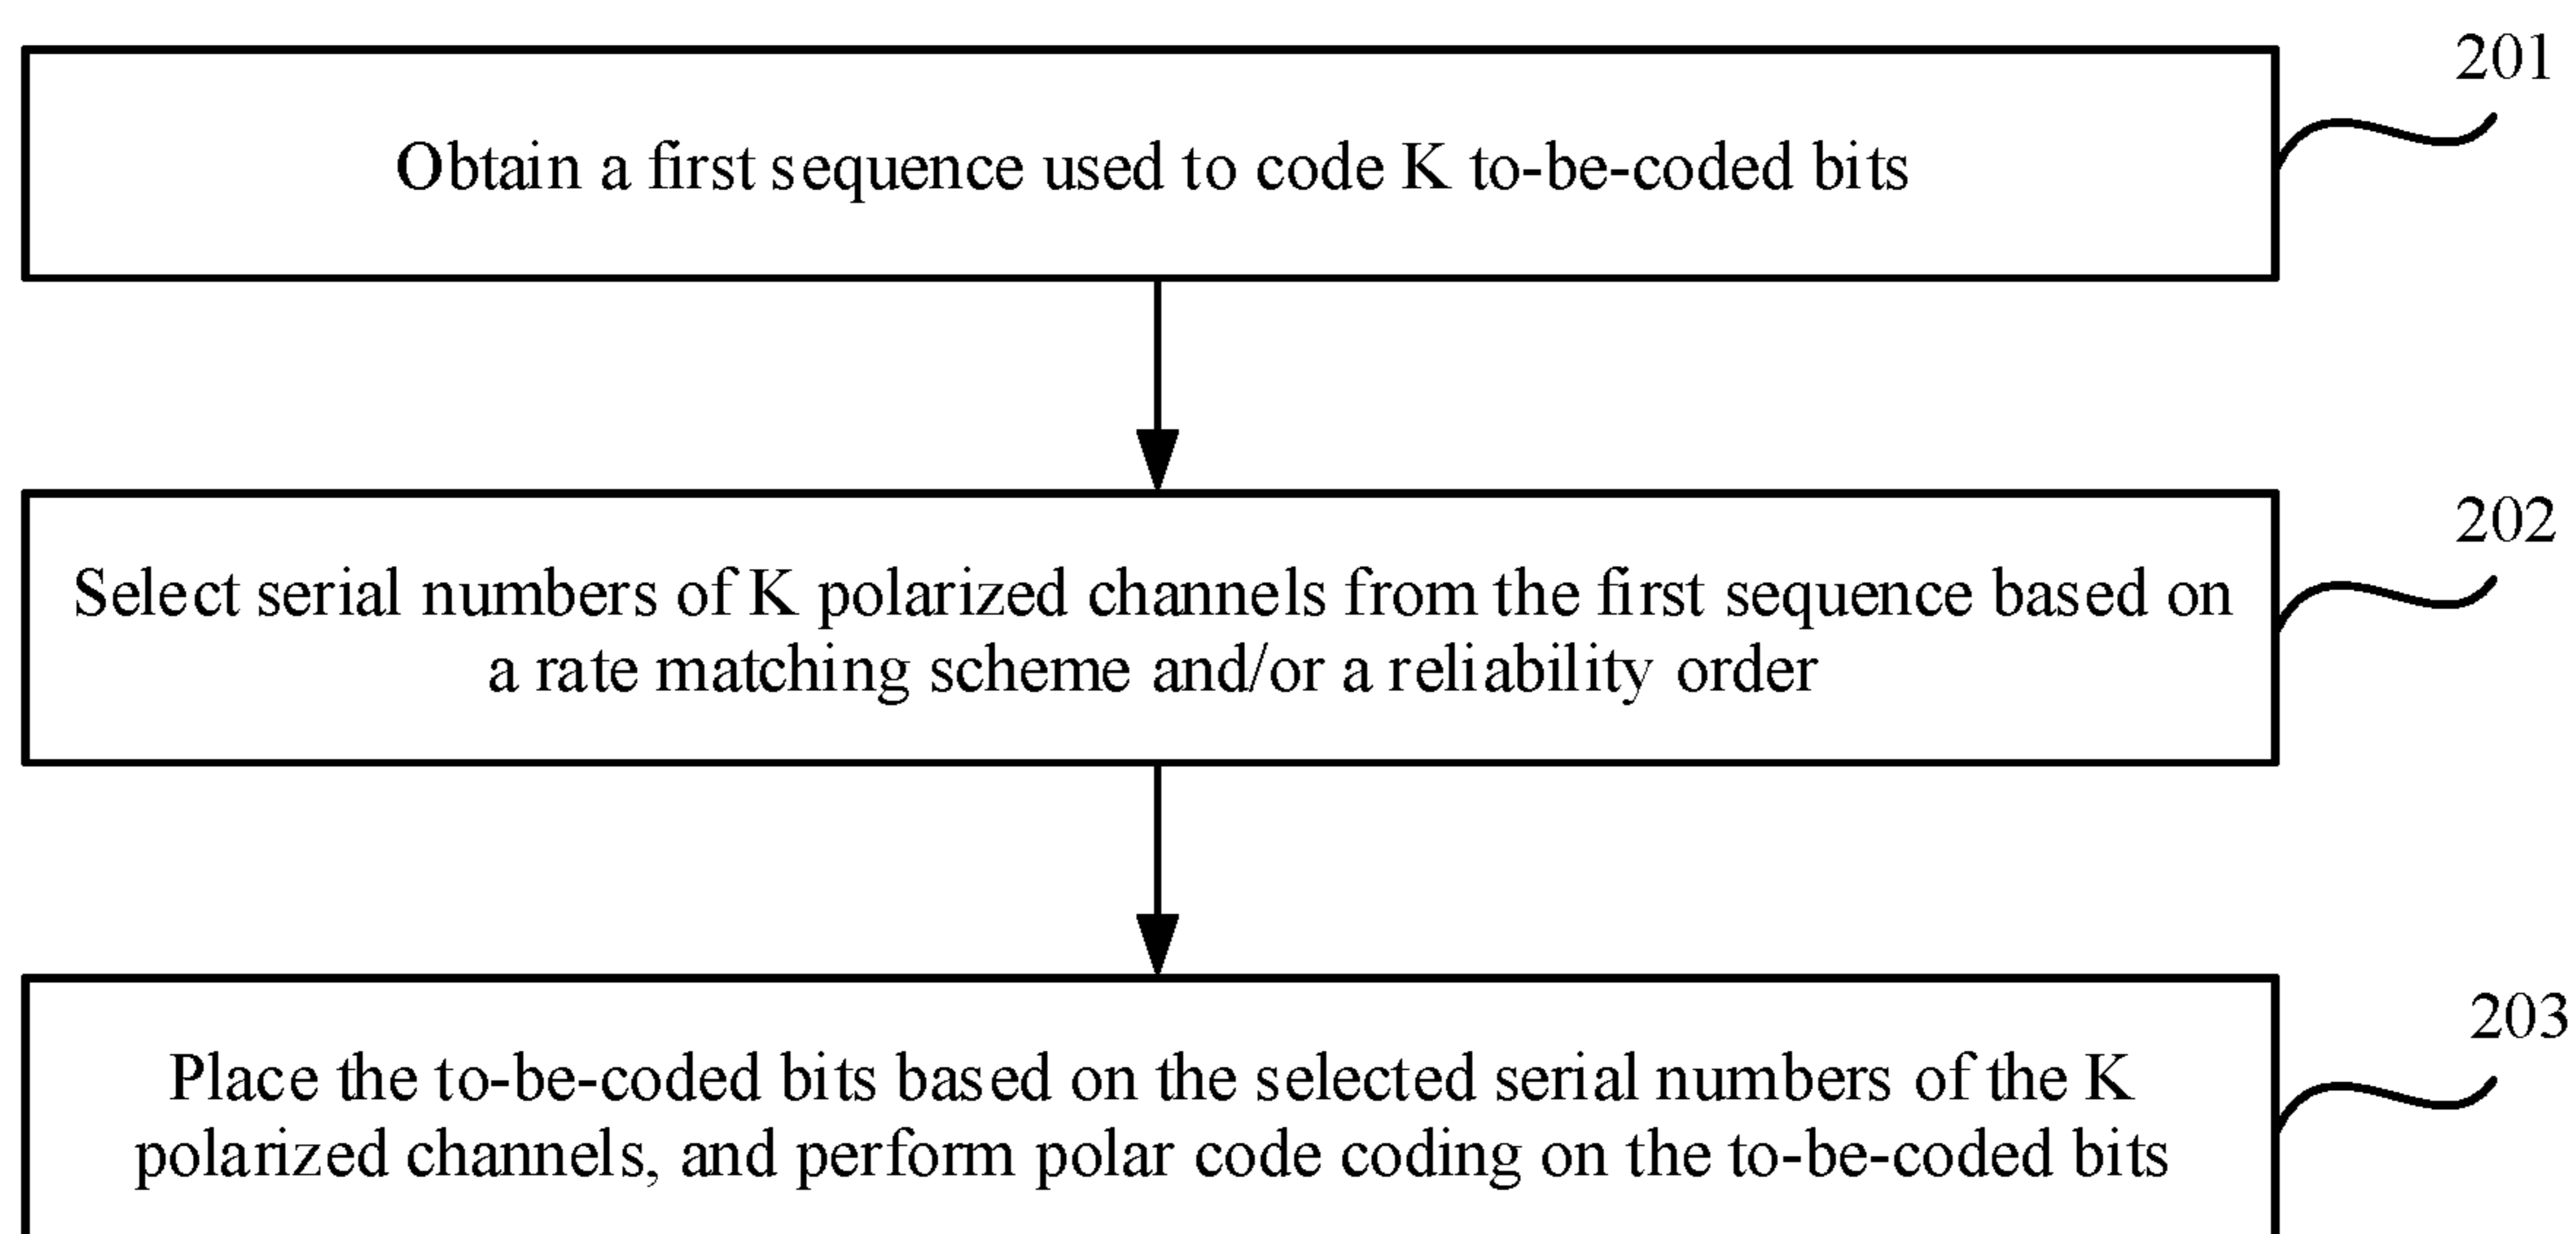 201
Obtain a first sequence used to code K to-be-coded bits
202
Select serial numbers of K polarized channels from the first sequence based on
a rate matching scheme and/or a reliability order
203
Place the to-be-coded bits based on the selected serial numbers of the K
polarized channels, and perform polar code coding on the to-be-coded bits